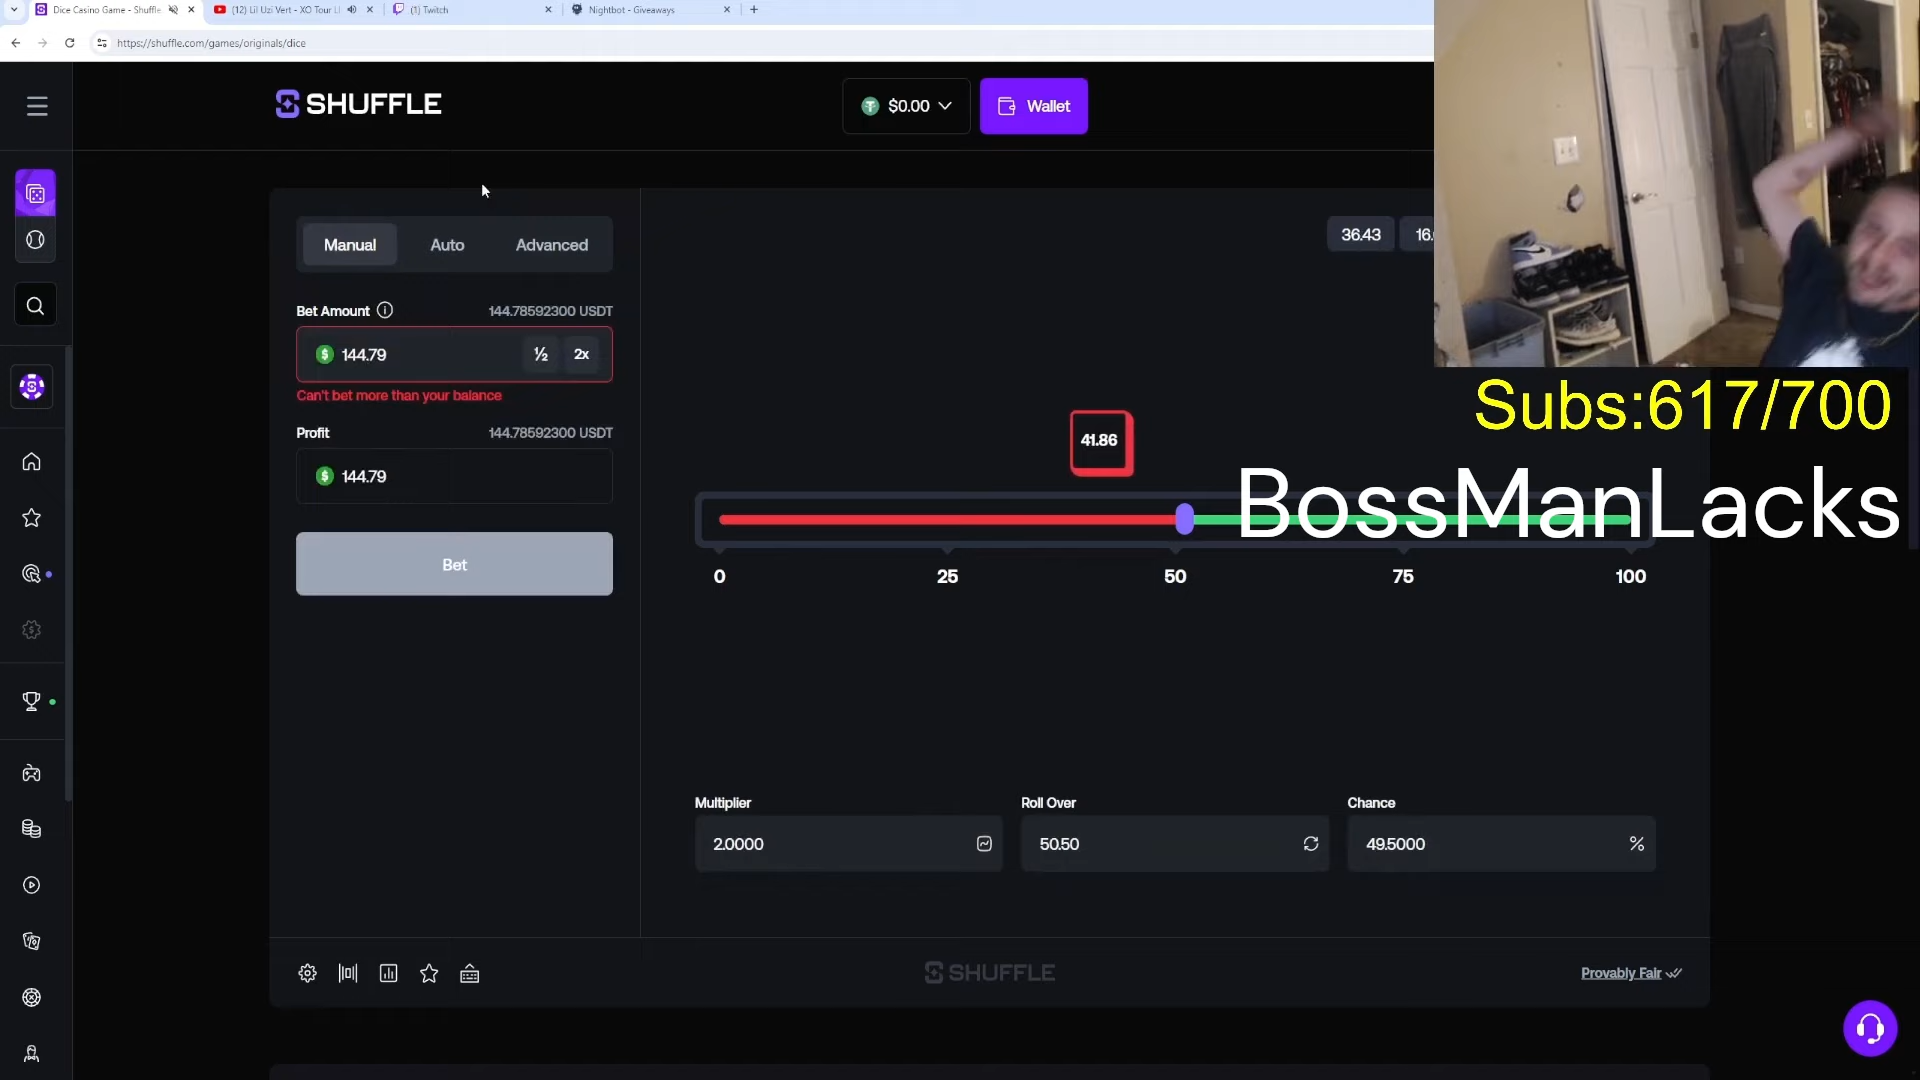 Dice Casino Game - Shuffle
(12) Lil Uzi Vert - XO Tour Ll
(1) Twitch
Nightbot - Giveaways
https://shuffle.com/games/originals/dice
SHUFFLE
$0.00
Wallet
Manual
Auto
Advanced
36.43
16.
Bet Amount
144.78592300 USDT
144.79
½
2x
Can't bet more than your balance
Profit
144.78592300 USDT
144.79
Bet
41.86
Subs:617/700
BossManLacks
0
25
50
75
100
Multiplier
Roll Over
Chance
2.0000
50.50
49.5000
%
SHUFFLE
Provably Fair